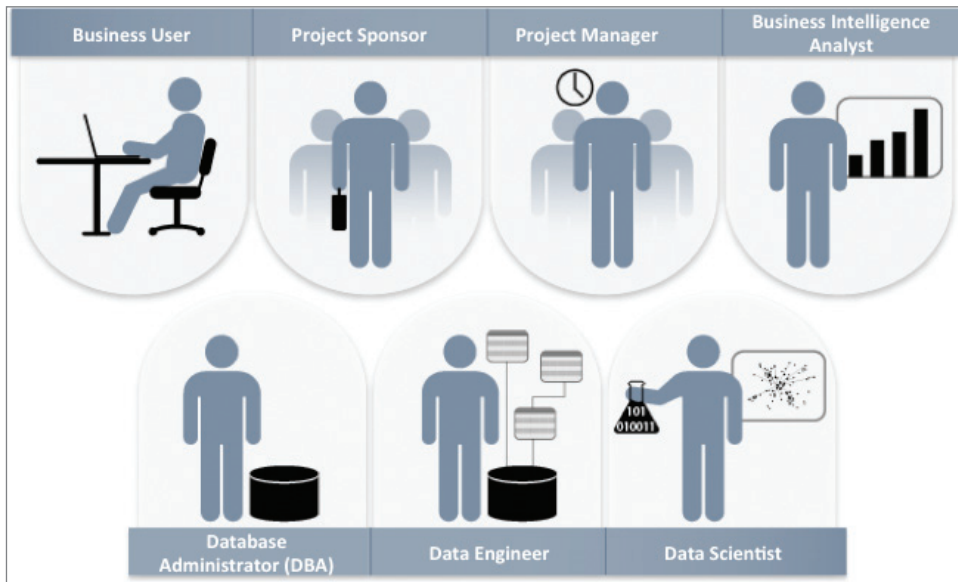 Business User
Project Sponsor
Project Manager
Business Intelligence
Analyst
101
010011
Database
Administrator (DBA)
Data Engineer
Data Scientist